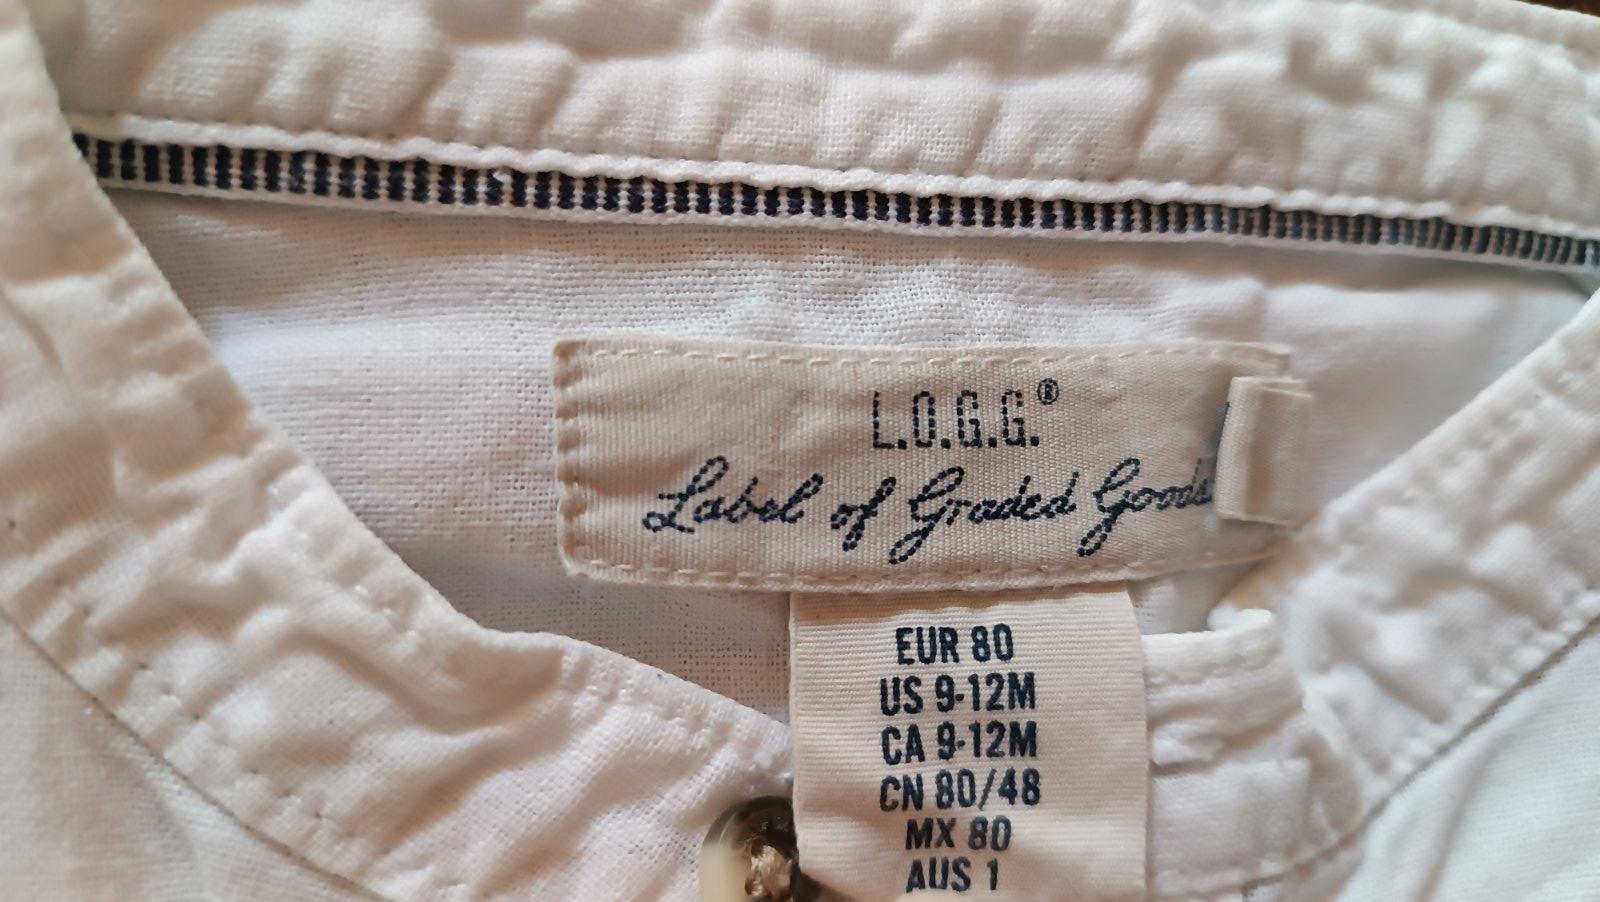 L.O.G.G.®
Label of Graded Goods
EUR 80
US 9-12M
CA 9-12M
CN 80/48
MX 80
AUS 1